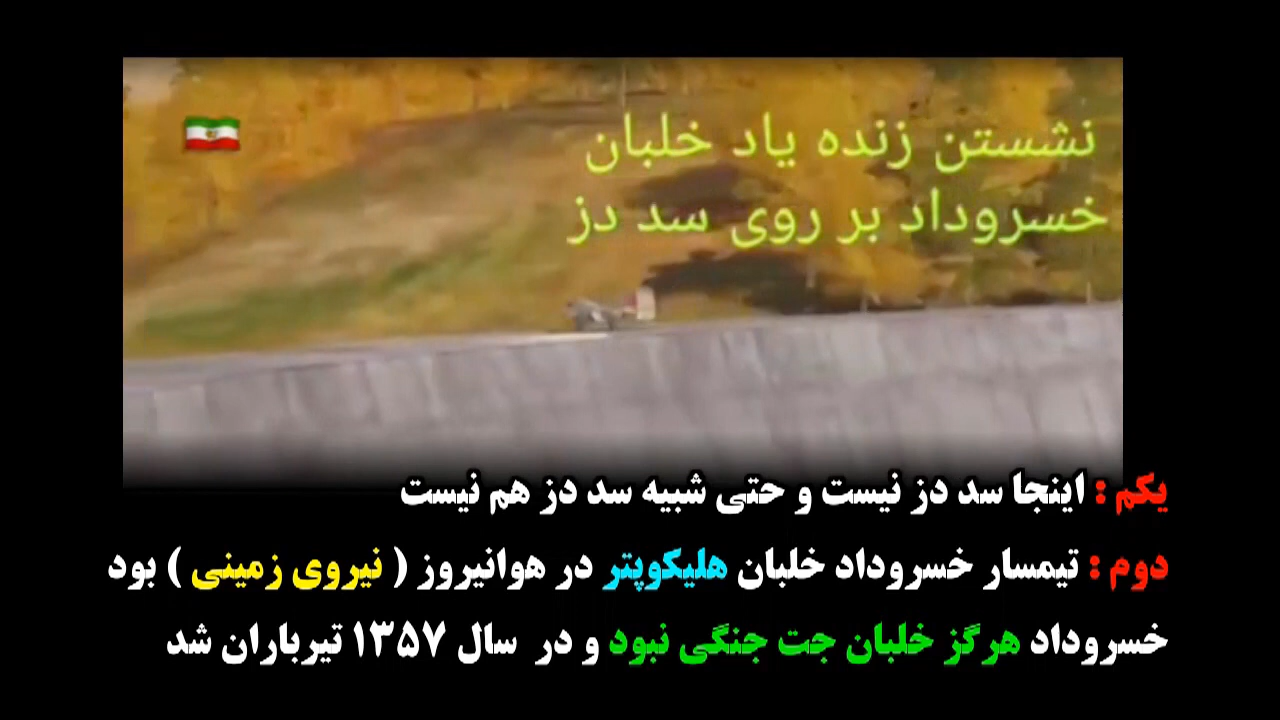 نشستن زنده یاد خلبان
خسروداد بر روی سد دز
یکم : اینجا سد دز نیست و حتی شبیه سد دز هم نیست
دوم : تیمسار خسروداد خلبان هلیکوپتر در هوانیروز ( نیروی زمینی ) بود
خسروداد هرگز خلبان جت جنگی نبود و در سال ۱۳۵۷ تیرباران شد